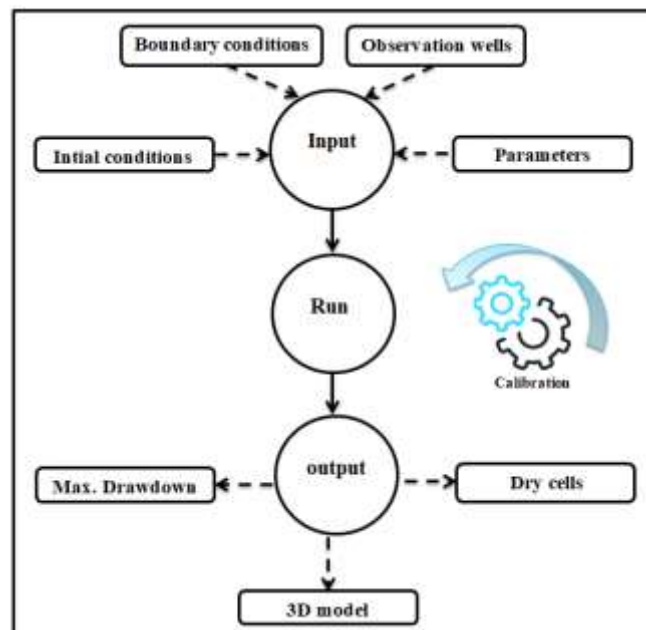 Boundary conditions
Observation wells
Input
Intial conditions
Parameters
Run
Calibration
output
Max. Drawdown
Dry cells
3D model